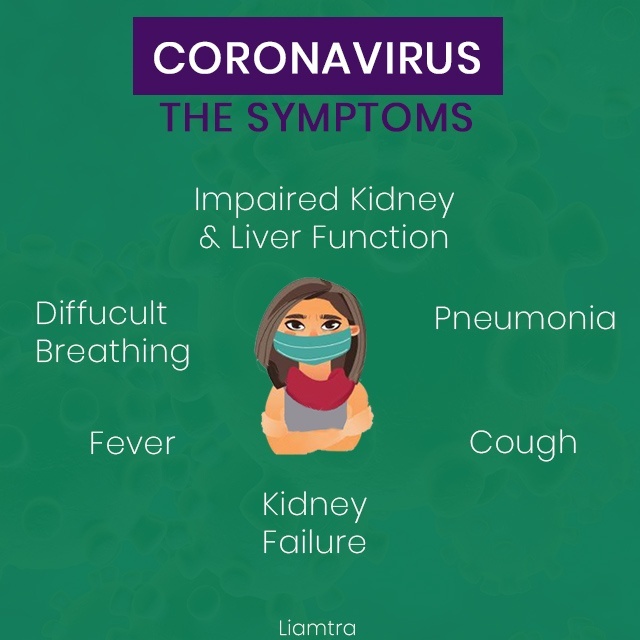 CORONAVIRUS
THE SYMPTOMS
Impaired Kidney
& Liver Function
Diffucult
Breathing
Pneumonia
Fever
Cough
Kidney
Failure
Liamtra